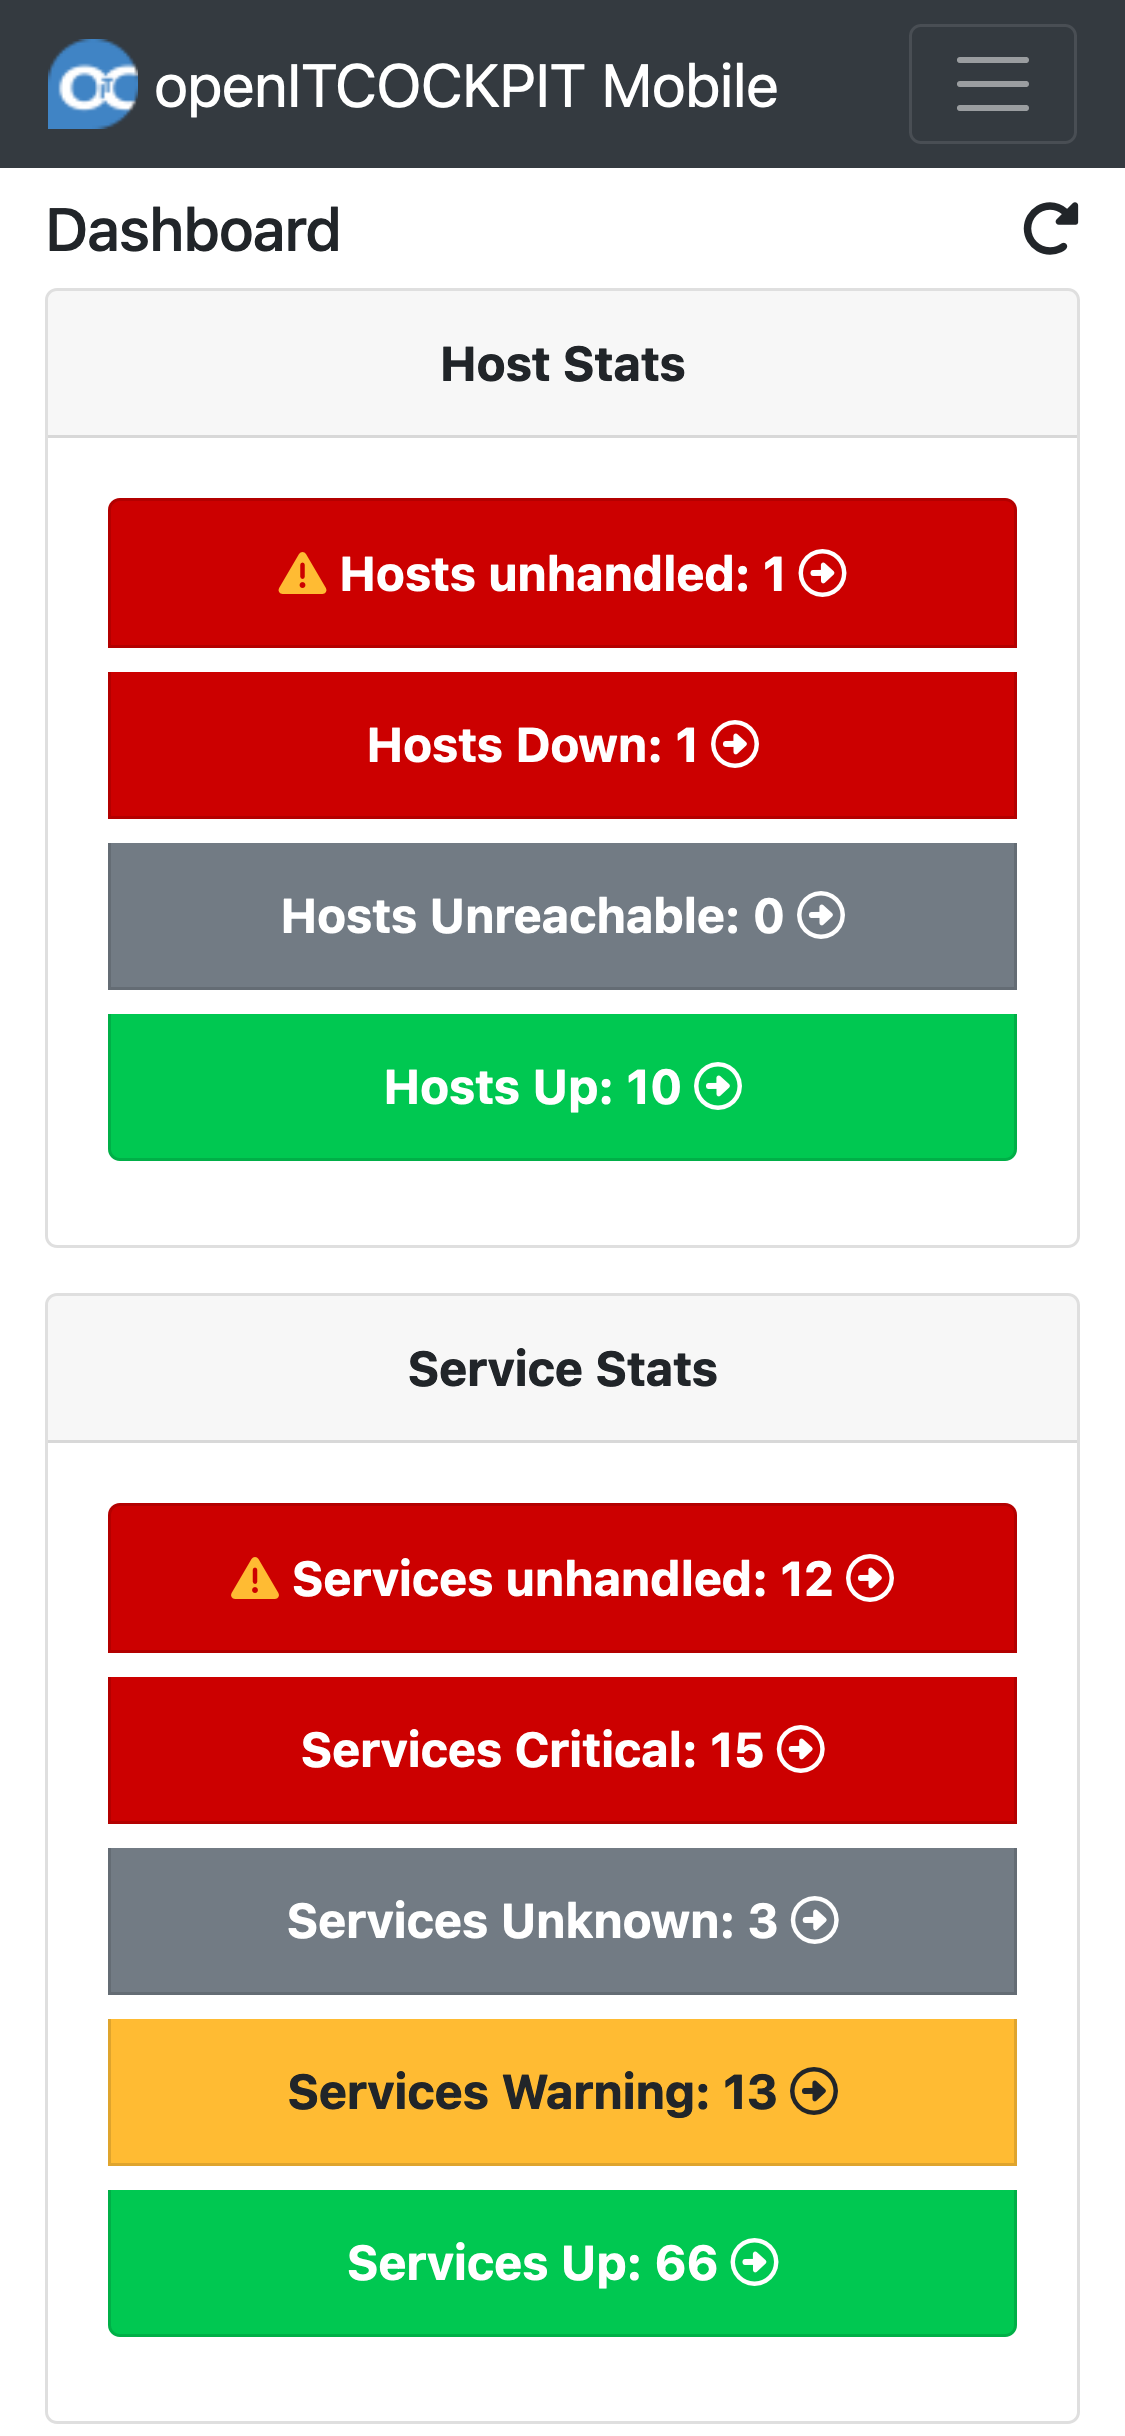 openITCOCKPIT Mobile
Dashboard
Host Stats
Hosts unhandled: 1
Hosts Down: 1
Hosts Unreachable: 0
Hosts Up: 10
Service Stats
Services unhandled: 12
Services Critical: 15
Services Unknown: 3
Services Warning: 13
Services Up: 66